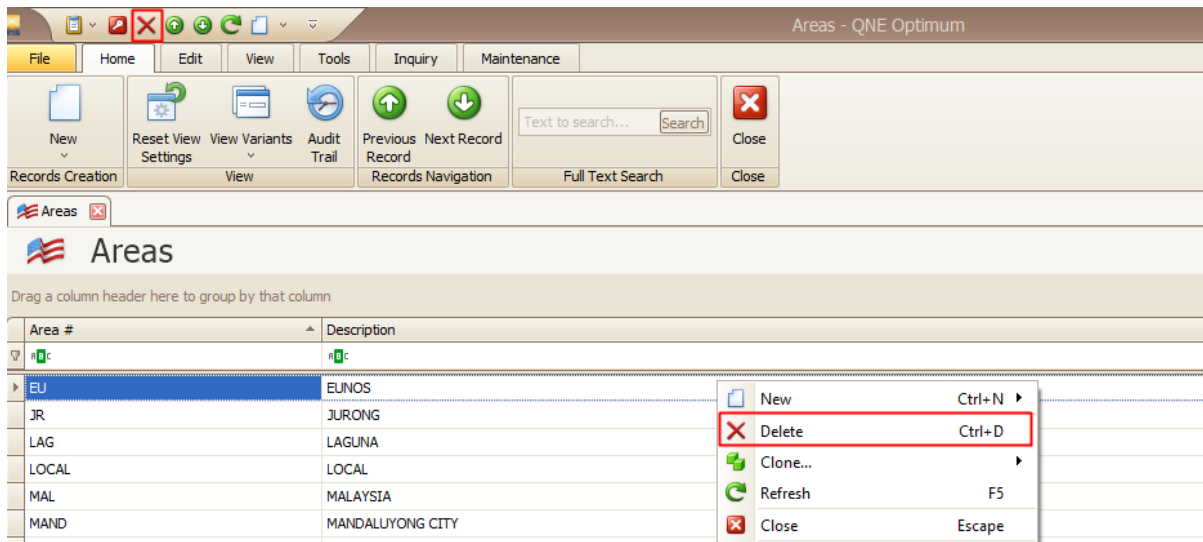 Areas - QNE Optimum
File Home Edit View Tools Inquiry Maintenance
New Reset View Settings View Variants Audit Trail Previous Record Next Record Text to search... Search Close
Records Creation View Records Navigation Full Text Search Close
Areas
Areas
Drag a column header here to group by that column
Area # Description
EU EUNOS
JR JURONG
LAG LAGUNA
LOCAL LOCAL
MAL MALAYSIA
MAND MANDALUYONG CITY
New Ctrl+N
Delete Ctrl+D
Clone...
Refresh F5
Close Escape